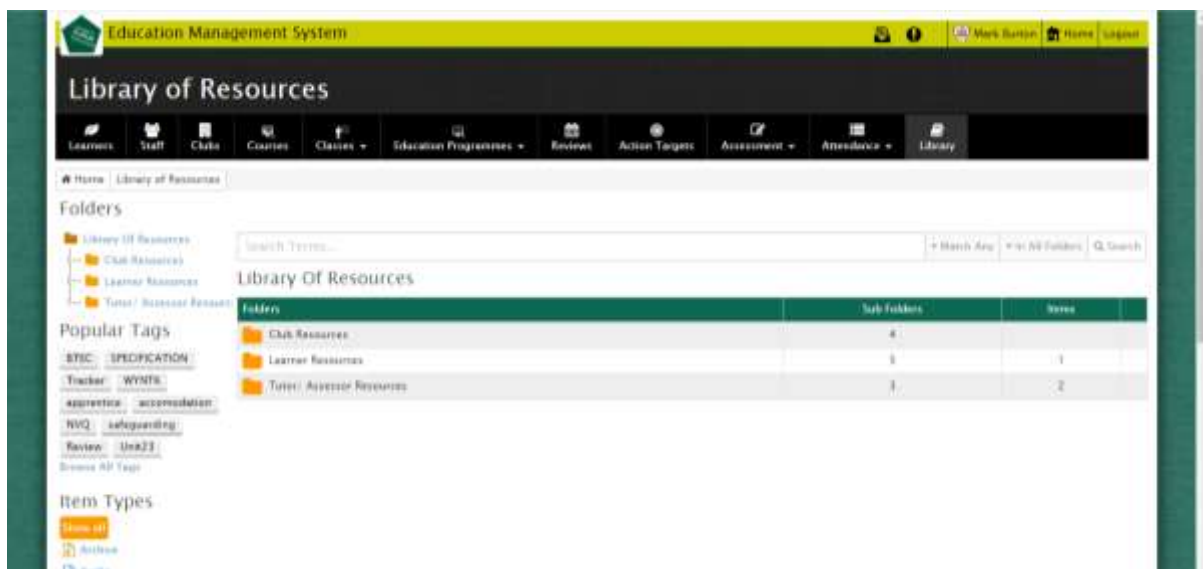 Education Management System
Mark Burton Home Logout
Library of Resources
Learners Staff Clubs Courses Classes Education Programmes Reviews Action Targets Assessment Attendance Library
Home Library of Resources
Folders
Library Of Resources
Club Resources
Learner Resources
Tutor/ Assessor
Search Terms...
Match Any In All Folders Search
Library Of Resources
Folders Sub Folders Items
Club Resources 4
Learner Resources 5 1
Tutor/ Assessor Resources 3 2
Popular Tags
BTEC SPECIFICATION
Tracker WYNTK
apprentice accomodation
NVQ safeguarding
Review Unit23
Browse All Tags
Item Types
Show all
Archive